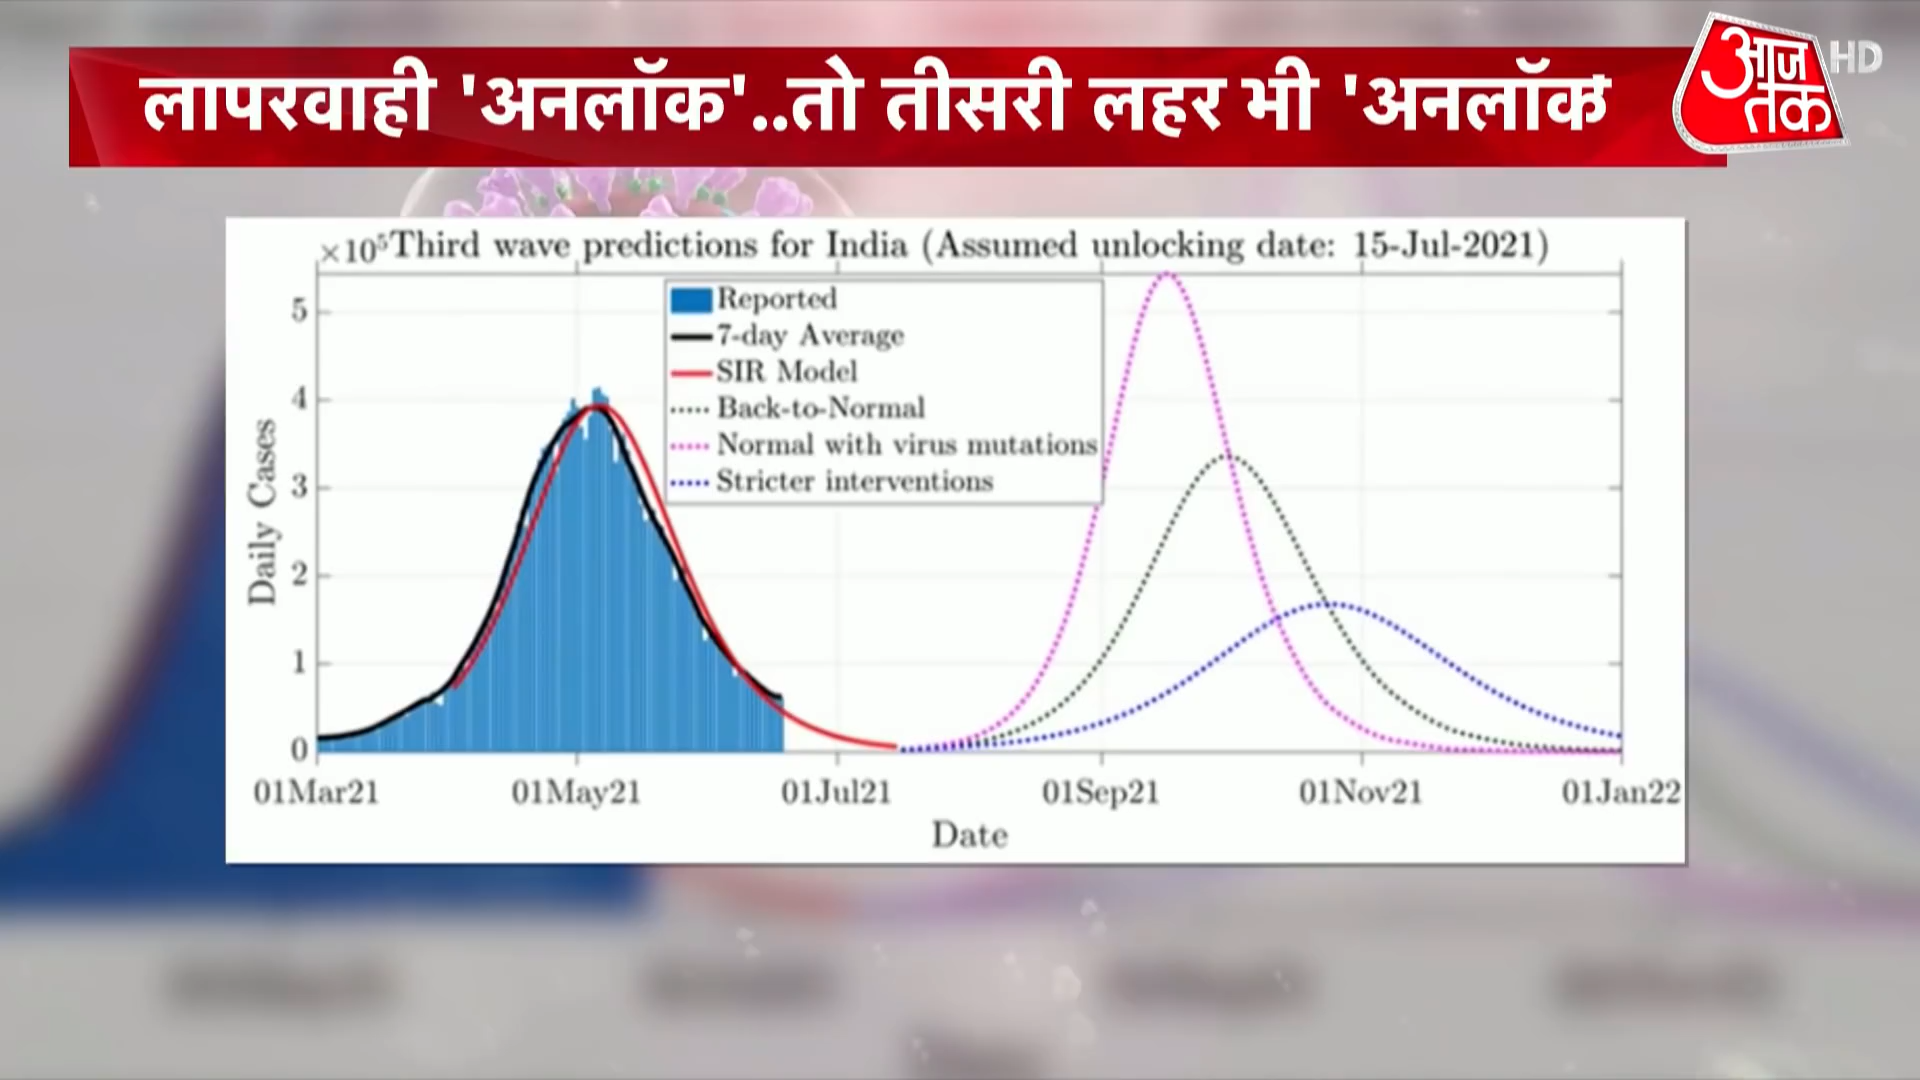 लापरवाही 'अनलॉक'..तो तीसरी लहर भी 'अनलॉक'
आज तक HD
×10⁵ Third wave predictions for India (Assumed unlocking date: 15-Jul-2021)
Reported
7-day Average
SIR Model
Back-to-Normal
Normal with virus mutations
Stricter interventions
Daily Cases
5
4
3
2
1
0
01Mar21 01May21 01Jul21 01Sep21 01Nov21 01Jan22
Date